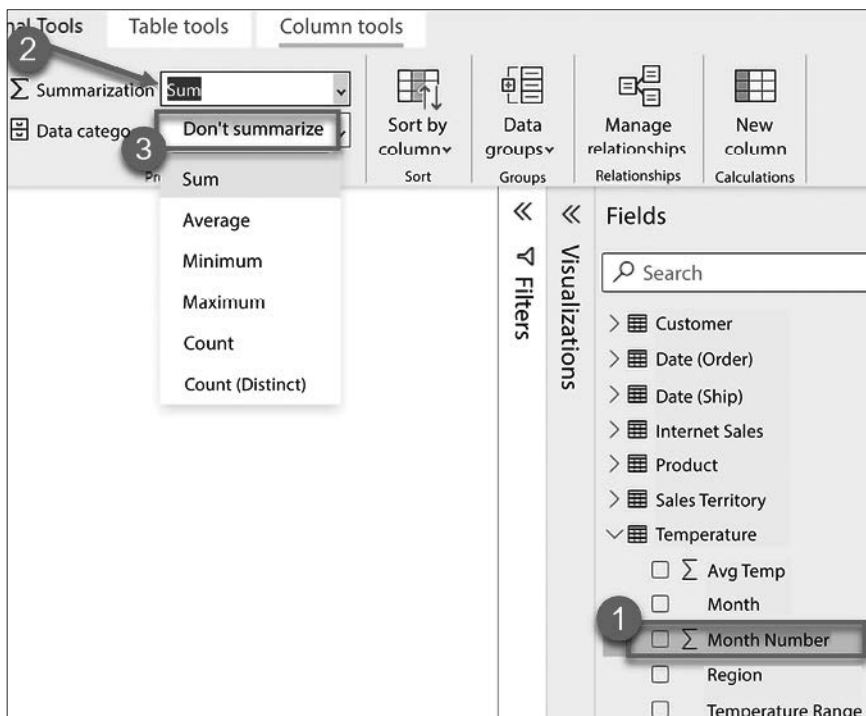 nal Tools
Table tools
Column tools
2
Summarization
Sum
Data catego
3
Don't summarize
Sum
Average
Minimum
Maximum
Count
Count (Distinct)
Pr
Sort by
column
Sort
Data
groups
Groups
Manage
relationships
Relationships
New
column
Calculations
Filters
Visualizations
Fields
Search
Customer
Date (Order)
Date (Ship)
Internet Sales
Product
Sales Territory
Temperature
Avg Temp
Month
1
Month Number
Region
Temperature Range